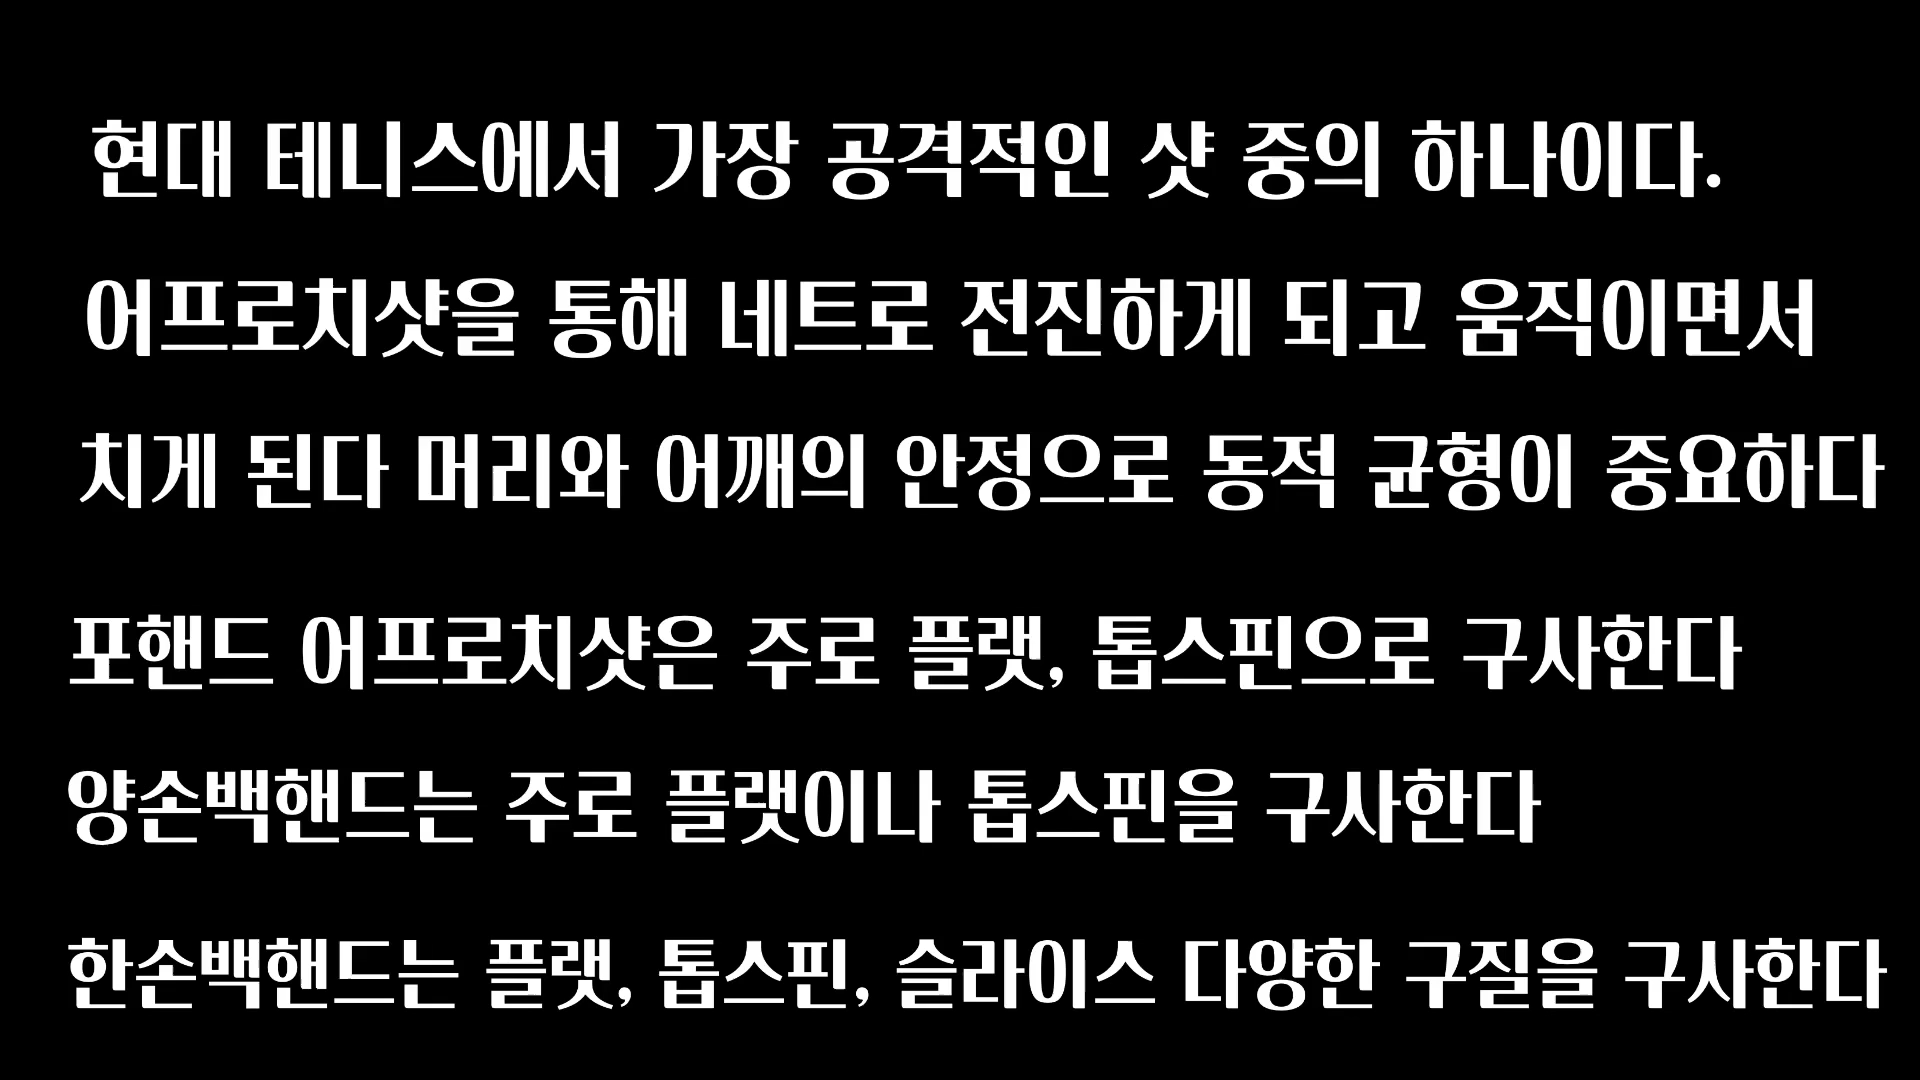 현대 테니스에서 가장 공격적인 샷 중의 하나이다.
어프로치샷을 통해 네트로 전진하게 되고 움직이면서
치게 된다 머리와 어깨의 안정으로 동적 균형이 중요하다
포핸드 어프로치샷은 주로 플랫, 톱스핀으로 구사한다
양손백핸드는 주로 플랫이나 톱스핀을 구사한다
한손백핸드는 플랫, 톱스핀, 슬라이스 다양한 구질을 구사한다